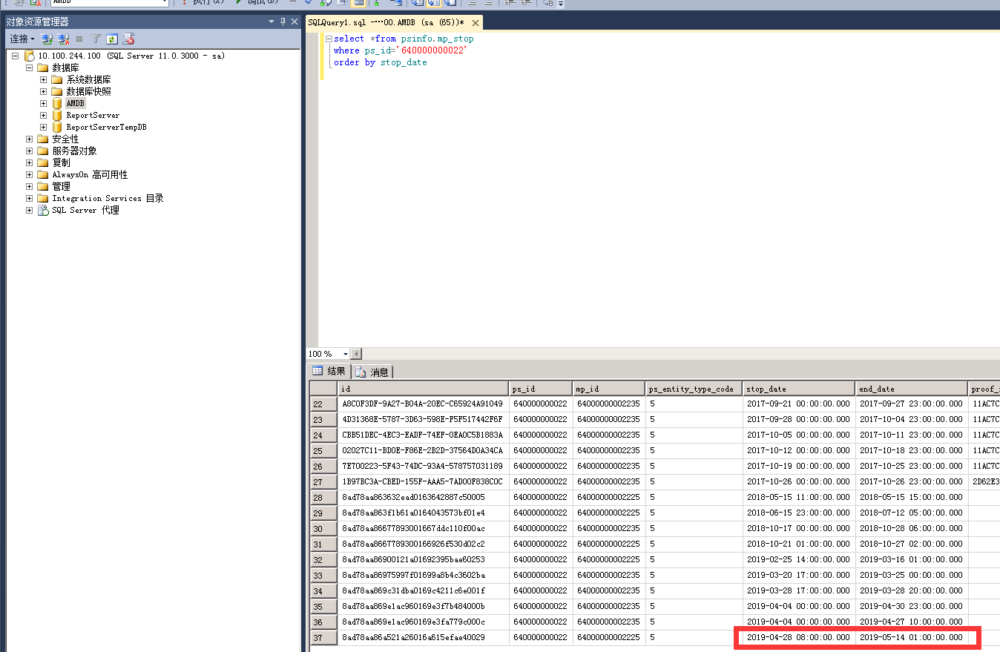 AMDB
执行(X)
调试(D)
对象资源管理器
连接
10.100.244.100 (SQL Server 11.0.3000 - sa)
数据库
系统数据库
数据库快照
AMDB
ReportServer
ReportServerTempDB
安全性
服务器对象
复制
AlwaysOn 高可用性
管理
Integration Services 目录
SQL Server 代理
SQLQuery1.sql -...00.AMDB (sa (65))*
select *from psinfo.mp_stop
where ps_id='640000000022'
order by stop_date
100 %
结果 消息
id ps_id mp_id ps_entity_type_code stop_date end_date
22 A8C0F3DF-9A27-B04A-20EC-C65924A91049 640000000022 64000000002235 5 2017-09-21 00:00:00.000 2017-09-27 23:00:00.000 11AC7C
23 4D31368E-5787-3D63-598E-F5F517442F6F 640000000022 64000000002235 5 2017-09-28 00:00:00.000 2017-10-04 23:00:00.000 11AC7C
24 CBB51DEC-4EC3-EADF-74EF-0EA0C5B1883A 640000000022 64000000002235 5 2017-10-05 00:00:00.000 2017-10-11 23:00:00.000 11AC7C
25 02027C11-BD0E-F86E-2B2D-37564D0A34CA 640000000022 64000000002235 5 2017-10-12 00:00:00.000 2017-10-18 23:00:00.000 11AC7C
26 7E700223-5F43-74DC-93A4-578757031189 640000000022 64000000002235 5 2017-10-19 00:00:00.000 2017-10-25 23:00:00.000 11AC7C
27 1B97BC3A-CBED-155F-AAA5-7AD00F838C0C 640000000022 64000000002235 5 2017-10-26 00:00:00.000 2017-10-26 23:00:00.000 2D62E3
28 8ad78aa863632ead0163642887c50005 640000000022 64000000002225 5 2018-05-15 11:00:00.000 2018-05-15 15:00:00.000
29 8ad78aa863f1b61a0164043573bf01e4 640000000022 64000000002225 5 2018-06-15 23:00:00.000 2018-07-12 05:00:00.000
30 8ad78aa86677893001667ddc110f00ac 640000000022 64000000002235 5 2018-10-17 00:00:00.000 2018-10-28 06:00:00.000
31 8ad78aa8667789300166926f530d02c2 640000000022 64000000002225 5 2018-10-21 01:00:00.000 2018-10-27 02:00:00.000
32 8ad78aa86900121a01692395bae60253 640000000022 64000000002225 5 2019-02-25 14:00:00.000 2019-03-16 01:00:00.000
33 8ad78aa86975997f01699a8b4c3602ba 640000000022 64000000002235 5 2019-03-20 17:00:00.000 2019-03-25 00:00:00.000
34 8ad78aa869c31dba0169c4211c6e001f 640000000022 64000000002235 5 2019-03-28 17:00:00.000 2019-03-28 20:00:00.000
35 8ad78aa869e1ac960169e3f7b484000b 640000000022 64000000002235 5 2019-04-04 00:00:00.000 2019-04-30 23:00:00.000
36 8ad78aa869e1ac960169e3fa779c000c 640000000022 64000000002235 5 2019-04-04 00:00:00.000 2019-04-27 10:00:00.000
37 8ad78aa86a521a26016a615efae40029 640000000022 64000000002225 5 2019-04-28 08:00:00.000 2019-05-14 01:00:00.000